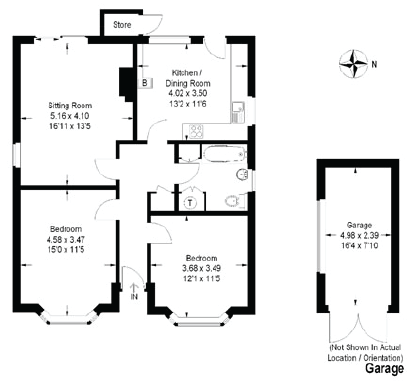 Store
Kitchen /
Dining Room
4.02 x 3.50
13'2 x 11'6
B
N
Sitting Room
5.16 x 4.10
16'11 x 13'5
T
Bedroom
4.58 x 3.47
15'0 x 11'5
Bedroom
3.68 x 3.49
12'1 x 11'5
IN
Garage
4.98 x 2.39
16'4 x 7'10
(Not Shown In Actual
Location / Orientation)
Garage